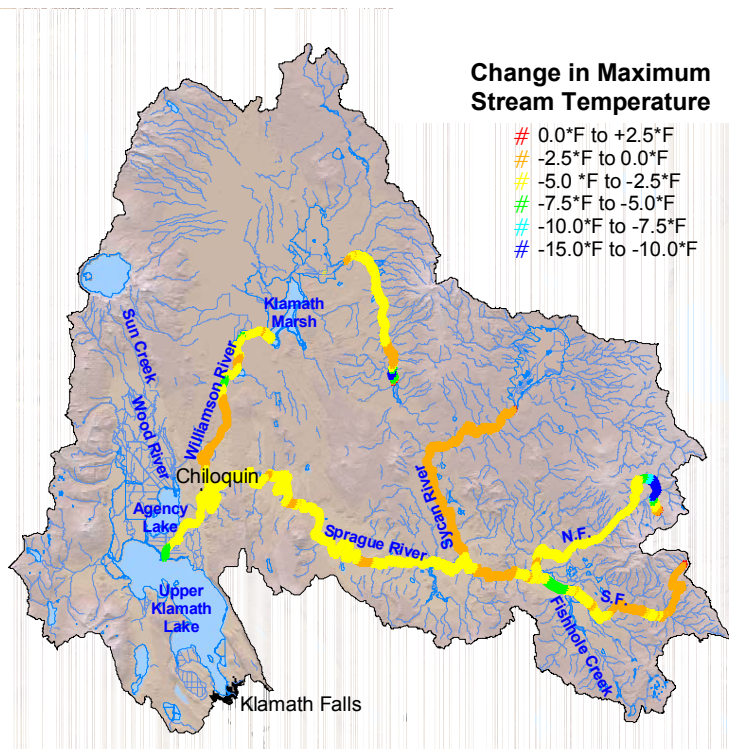 Change in Maximum
Stream Temperature
# 0.0*F to +2.5*F
# -2.5*F to 0.0*F
# -5.0 *F to -2.5*F
# -7.5*F to -5.0*F
# -10.0*F to -7.5*F
# -15.0*F to -10.0*F
Klamath
Marsh
Sun Creek
Williamson River
Wood River
Chiloquin
Agency
Lake
Sycan River
Sprague River
N.F.
S.F.
Fishhole Creek
Upper
Klamath
Lake
Klamath Falls